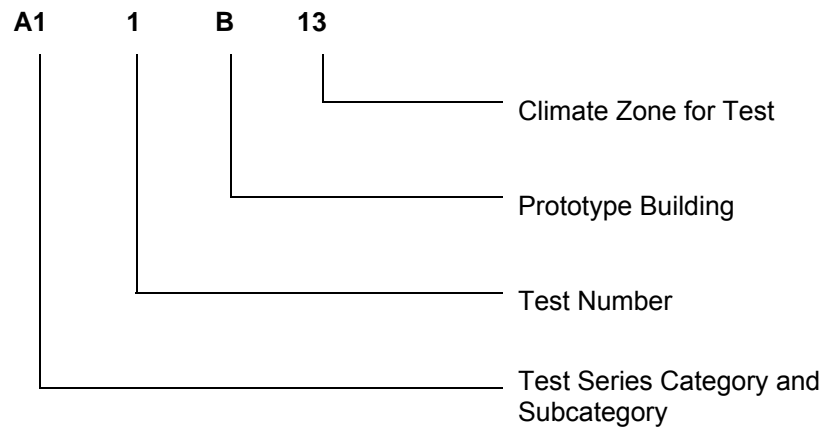 A1 1 B 13
Climate Zone for Test
Prototype Building
Test Number
Test Series Category and
Subcategory